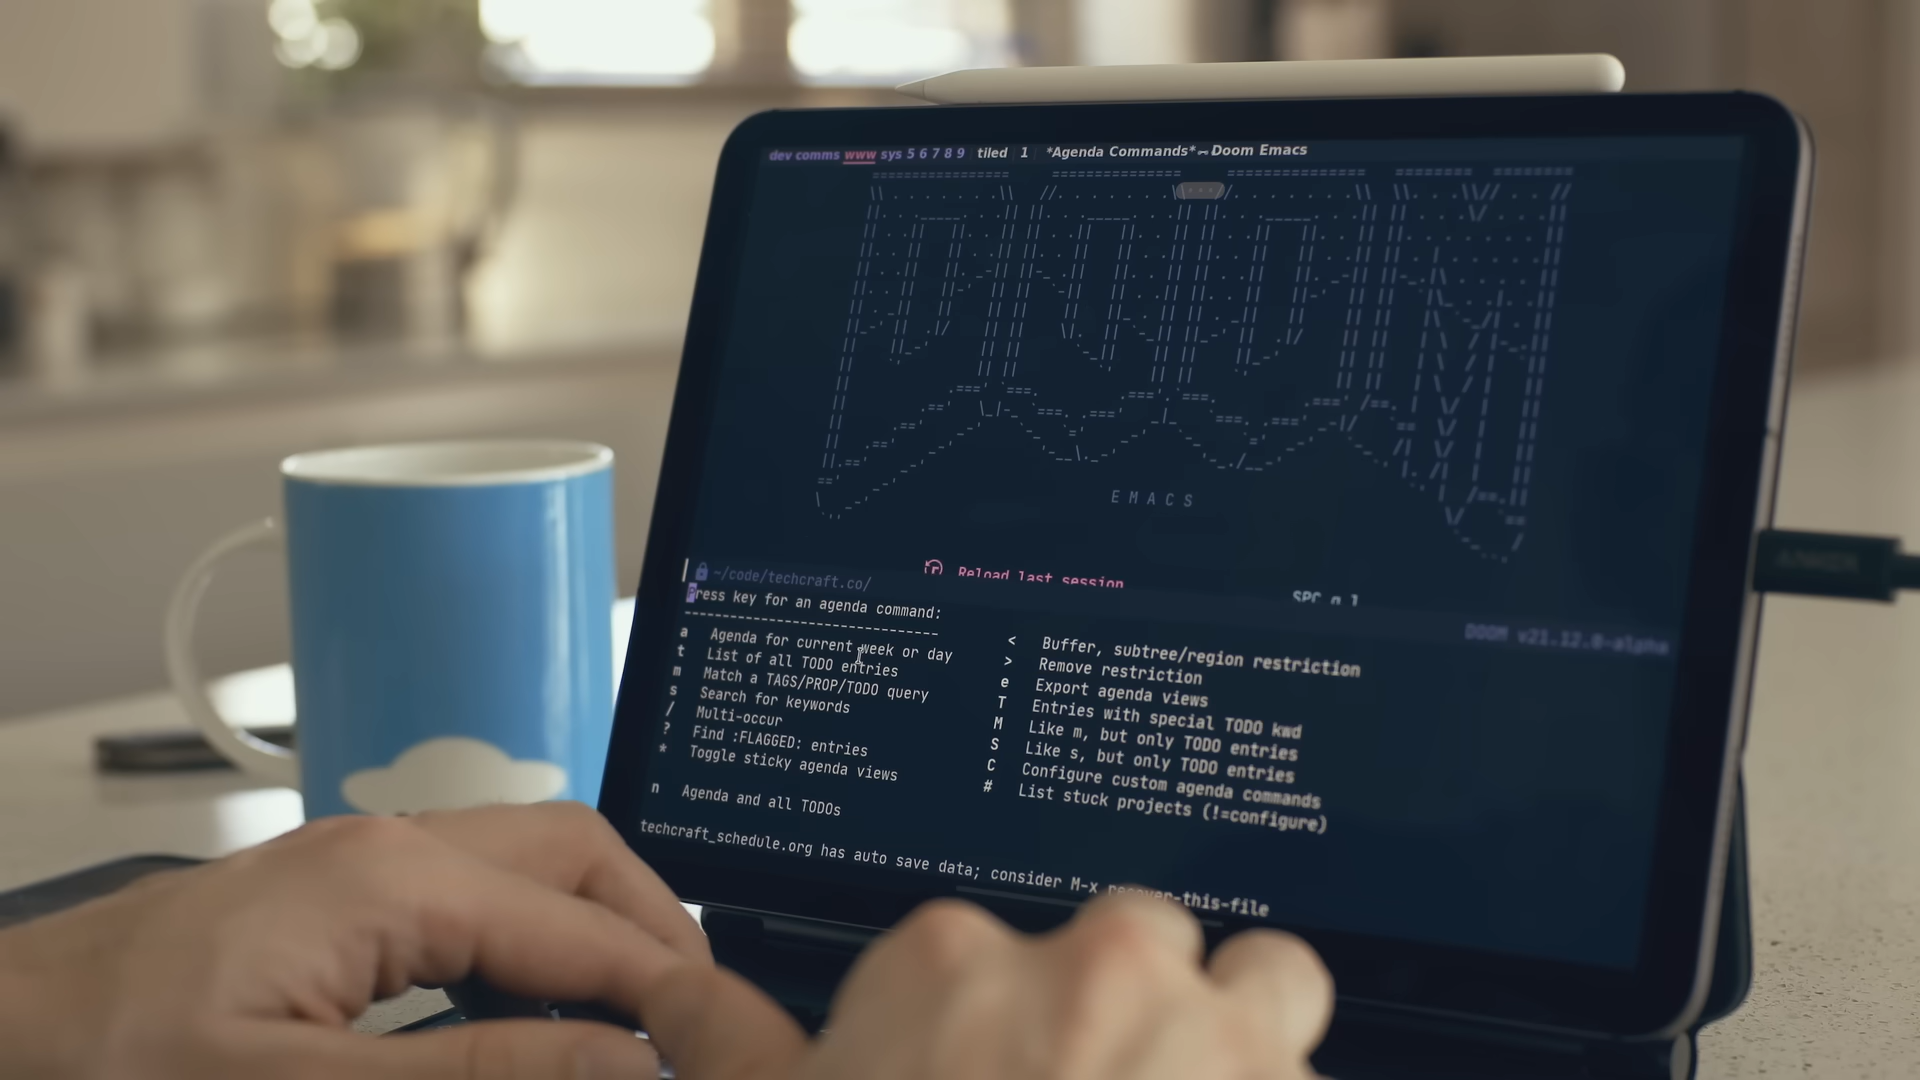 dev comms www sys 5 6 7 8 9 tiled 1 *Agenda Commands* – Doom Emacs
E M A C S
Reload last session SPC q l
~/code/techcraft.co/
DOOM v21.12.0-alpha
Press key for an agenda command:
--------------------------------
a Agenda for current week or day
t List of all TODO entries
m Match a TAGS/PROP/TODO query
s Search for keywords
/ Multi-occur
? Find :FLAGGED: entries
* Toggle sticky agenda views
n Agenda and all TODOs
< Buffer, subtree/region restriction
> Remove restriction
e Export agenda views
T Entries with special TODO kwd
M Like m, but only TODO entries
S Like s, but only TODO entries
C Configure custom agenda commands
# List stuck projects (!=configure)
techcraft_schedule.org has auto save data; consider M-x recover-this-file
ANKER